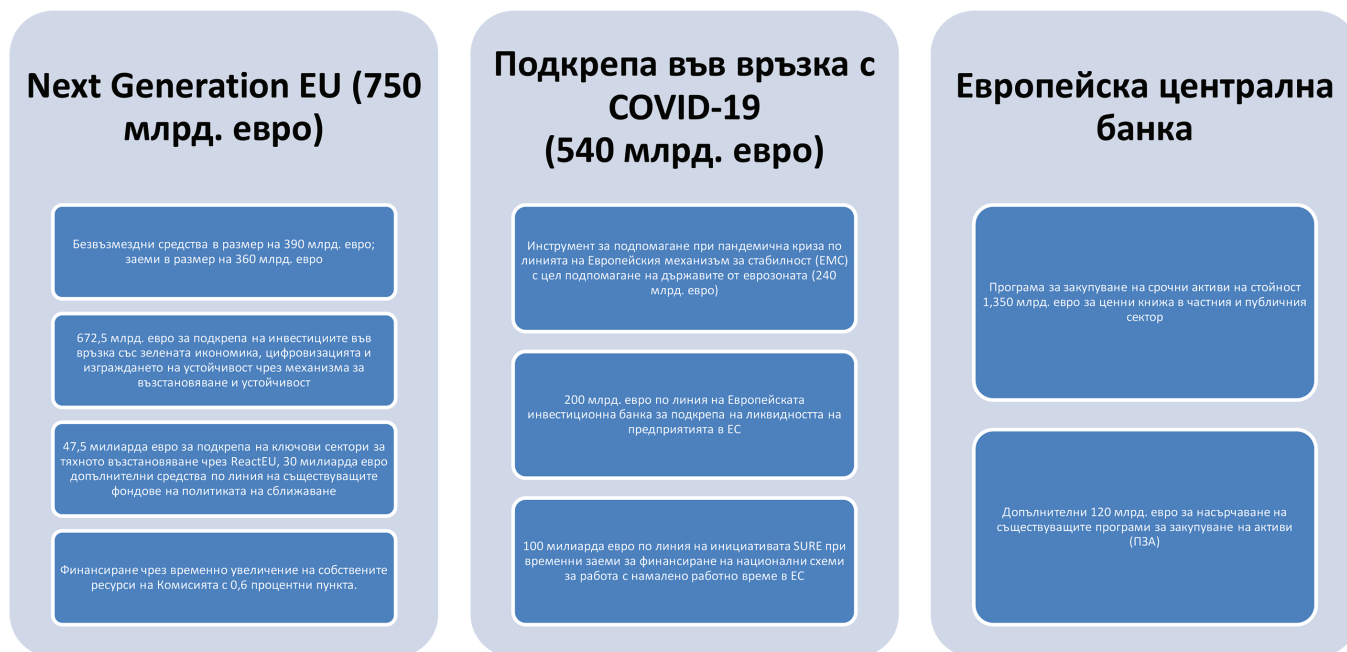 Next Generation EU (750
млрд. евро)
Безвъзмездни средства в размер на 390 млрд. евро;
заеми в размер на 360 млрд. евро
672,5 млрд. евро за подкрепа на инвестициите във
връзка със зелената икономика, цифровизацията и
изграждането на устойчивост чрез механизма за
възстановяване и устойчивост
47,5 милиарда евро за подкрепа на ключови сектори за
тяхното възстановяване чрез ReactEU, 30 милиарда евро
допълнителни средства по линия на съществуващите
фондове на политиката на сближаване
Финансиране чрез временно увеличение на собствените
ресурси на Комисията с 0,6 процентни пункта.
Подкрепа във връзка с
COVID-19
(540 млрд. евро)
Инструмент за подпомагане при пандемична криза по
линията на Европейския механизъм за стабилност (ЕМС)
с цел подпомагане на държавите от еврозоната (240
млрд. евро)
200 млрд. евро по линия на Европейската
инвестиционна банка за подкрепа на ликвидността на
предприятията в ЕС
100 милиарда евро по линия на инициативата SURE при
временни заеми за финансиране на национални схеми
за работа с намалено работно време в ЕС
Европейска централна
банка
Програма за закупуване на срочни активи на стойност
1,350 млрд. евро за ценни книжа в частния и публичния
сектор
Допълнителни 120 млрд. евро за насърчаване на
съществуващите програми за закупуване на активи
(ПЗА)